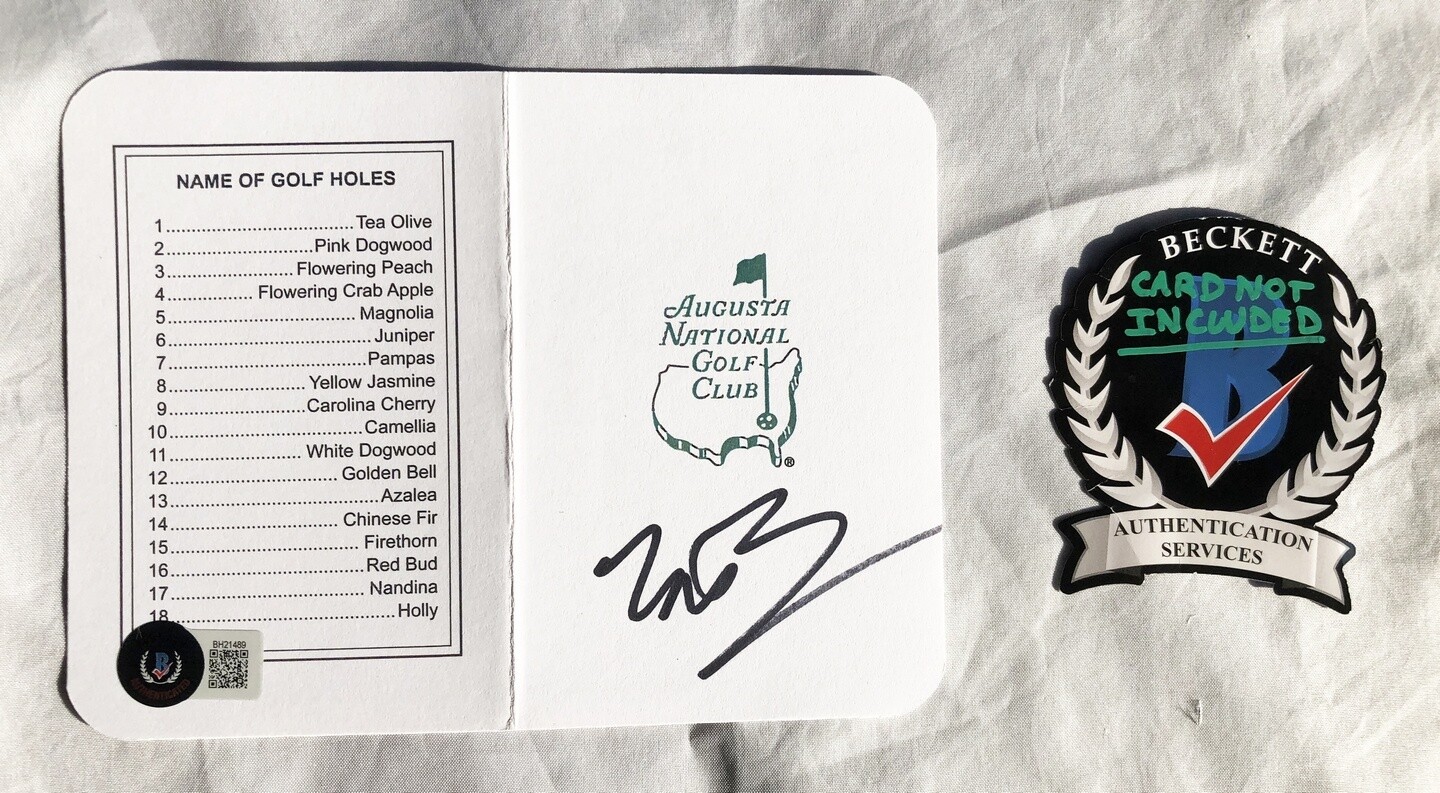 NAME OF GOLF HOLES
1..................................Tea Olive
2...........................Pink Dogwood
3.......................Flowering Peach
4............... Flowering Crab Apple
5...................................Magnolia
6......................................Juniper
7....................................Pampas
8.........................Yellow Jasmine
9.........................Carolina Cherry
10...................................Camellia
11........................White Dogwood
12.............................. Golden Bell
13......................................Azalea
14.............................. Chinese Fir
15.................................. Firethorn
16...................................Red Bud
17................................... Nandina
18.........................................Holly
BH21489
AUGUSTA
NATIONAL
GOLF
CLUB
®
BECKETT
CARD NOT
INCLUDED
B
AUTHENTICATION
SERVICES